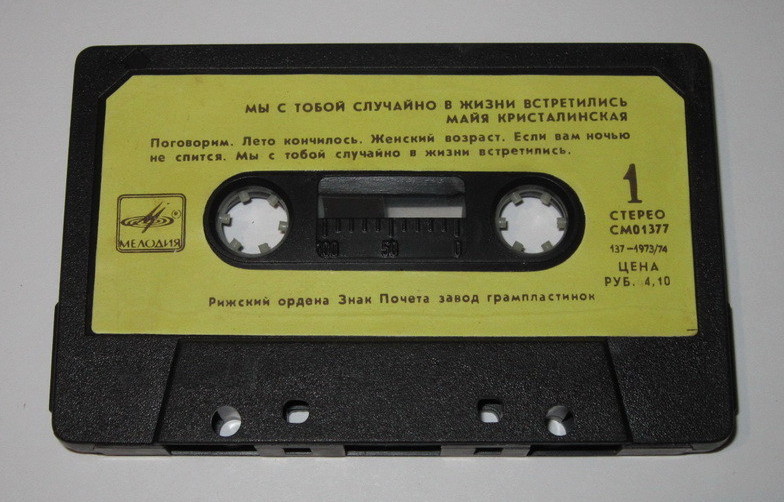 МЫ С ТОБОЙ СЛУЧАЙНО В ЖИЗНИ ВСТРЕТИЛИСЬ
МАЙЯ КРИСТАЛИНСКАЯ
Поговорим. Лето кончилось. Женский возраст. Если вам ночью
не спится. Мы с тобой случайно в жизни встретились.
1
СТЕРЕО
СМ01377
137-1973/74
ЦЕНА
РУБ. 4,10
® МЕЛОДИЯ
100 50 0
Рижский ордена Знак Почета завод грампластинок